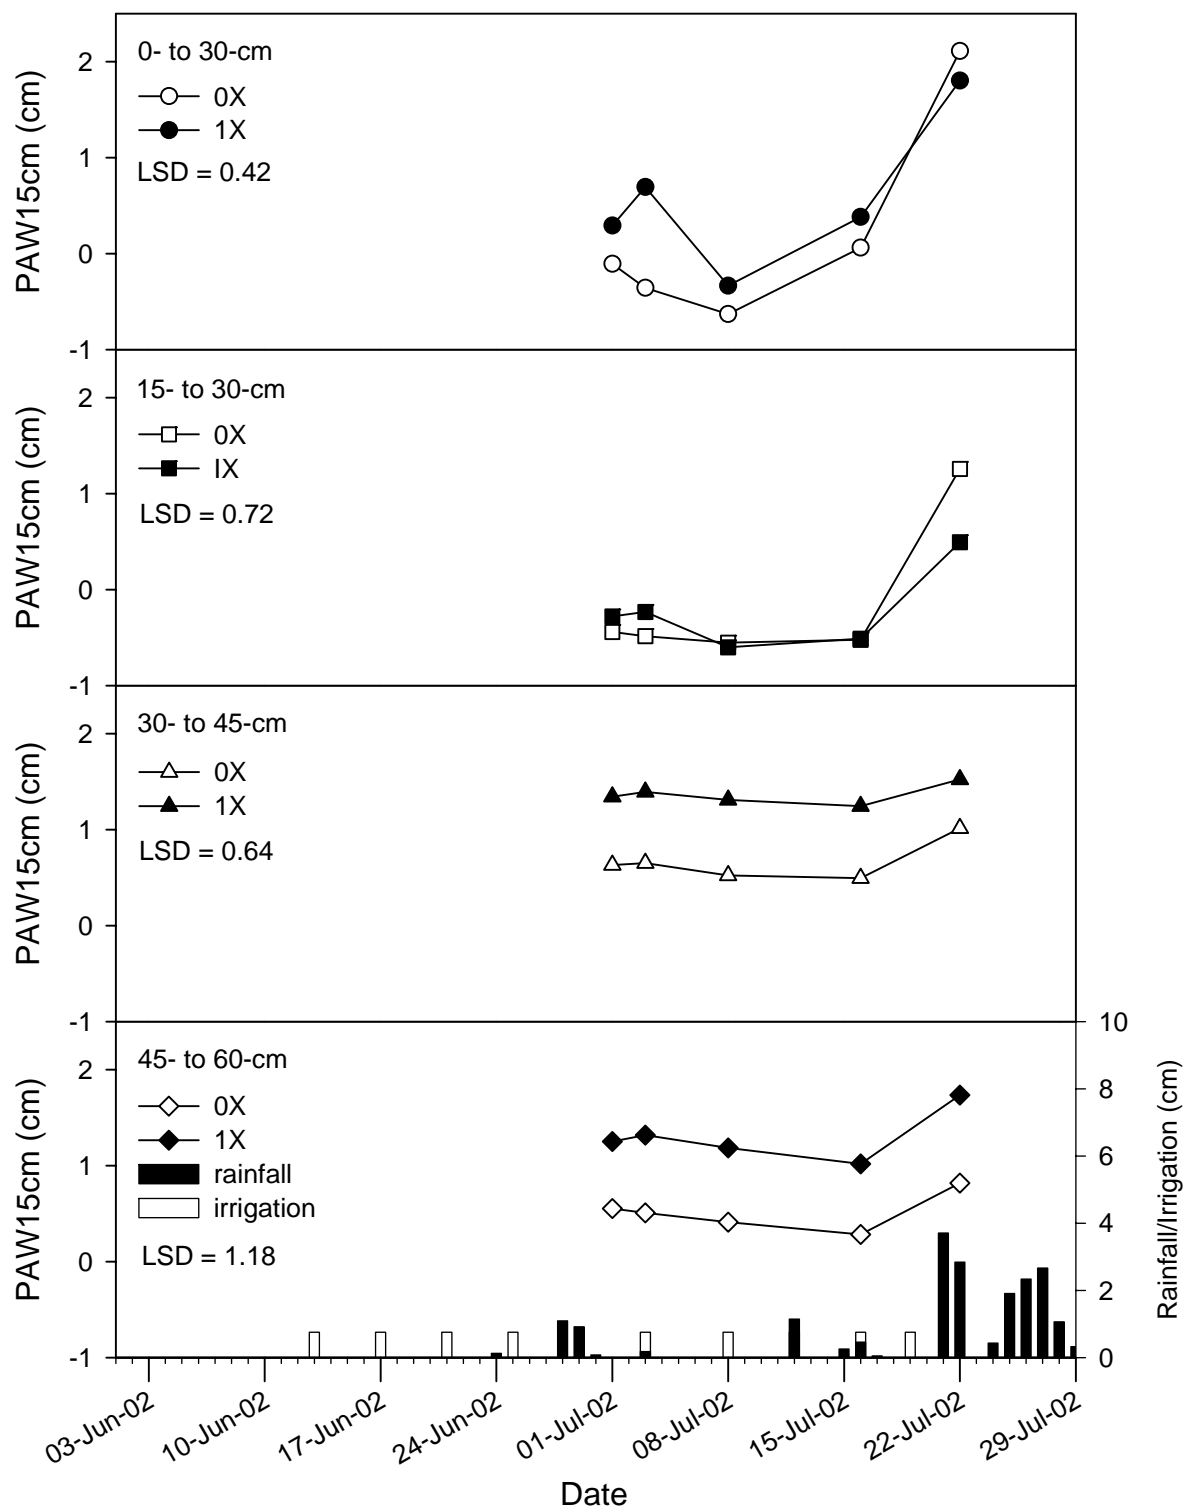 0- to 30-cm
0X
1X
LSD = 0.42
PAW15cm (cm)
2
1
0
-1
15- to 30-cm
0X
IX
LSD = 0.72
PAW15cm (cm)
2
1
0
-1
30- to 45-cm
0X
1X
LSD = 0.64
PAW15cm (cm)
2
1
0
-1
45- to 60-cm
0X
1X
rainfall
irrigation
LSD = 1.18
PAW15cm (cm)
2
1
0
-1
10
8
6
4
2
0
Rainfall/Irrigation (cm)
03-Jun-02
10-Jun-02
17-Jun-02
24-Jun-02
01-Jul-02
08-Jul-02
15-Jul-02
22-Jul-02
29-Jul-02
Date